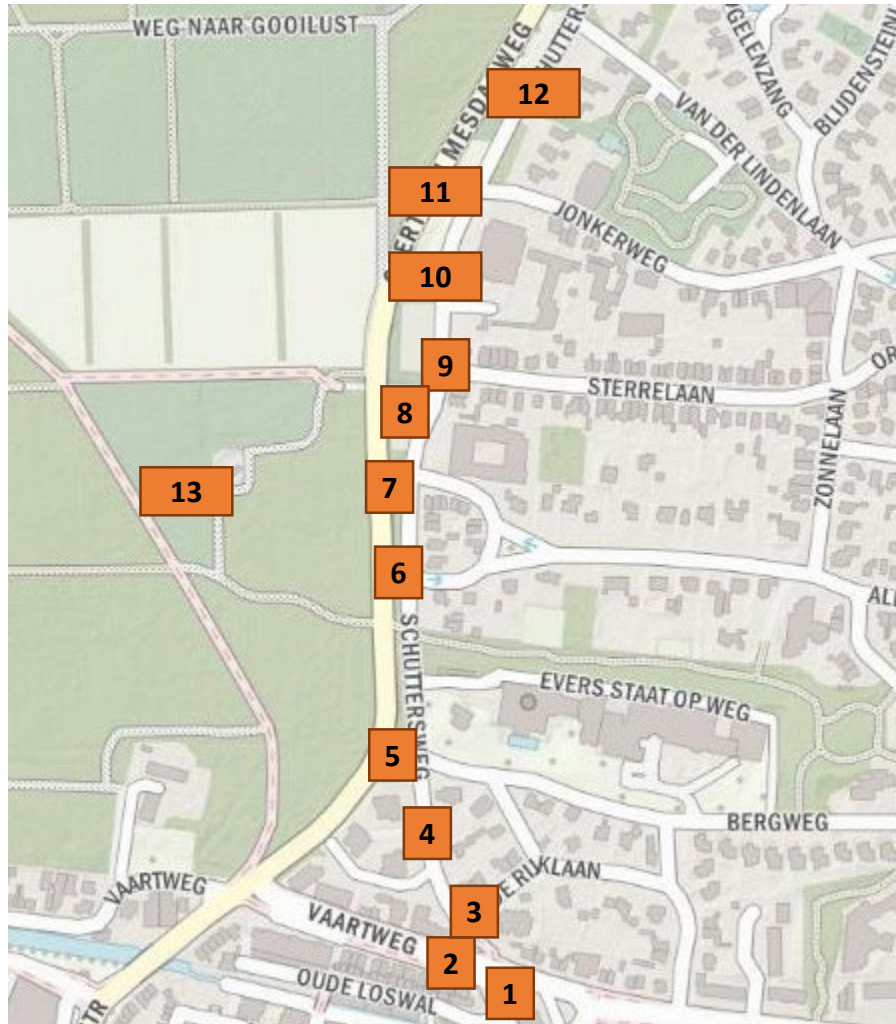 WEG NAAR GOOILUST
12
VAN DER LINDENLAAN
11
JONKERWEG
10
9
STERRELAAN
8
ZONNELAAN
7
13
6
SCHUTTERSWEG
EVERS STAAT OP WEG
5
4
BERGWEG
VAARTWEG
3
VAARTWEG
2
OUDE LOSWAL
1